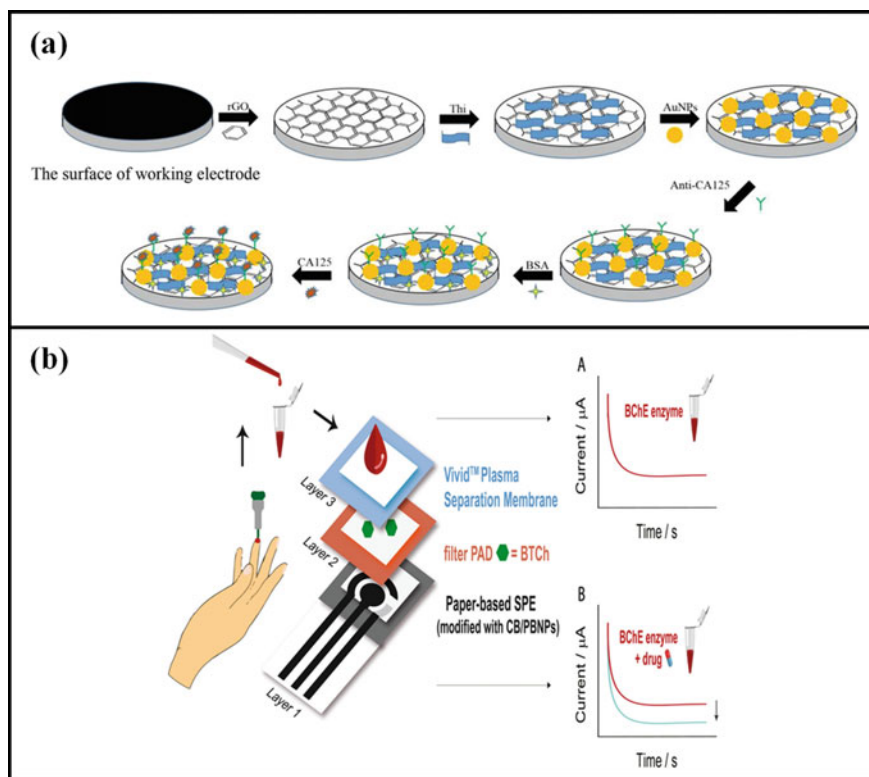 (a)
rGO
Thi
AuNPs
The surface of working electrode
Anti-CA125
CA125
BSA
(b)
Layer 3
Layer 2
Layer 1
Vivid™ Plasma
Separation Membrane
filter PAD = BTCh
Paper-based SPE
(modified with CB/PBNPs)
A
Current / µA
BChE enzyme
Time / s
B
Current / µA
BChE enzyme
+ drug
Time / s